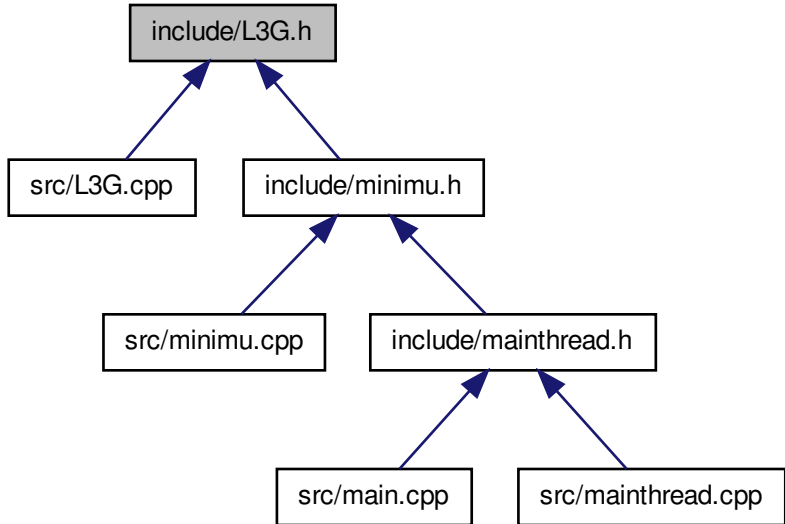 include/L3G.h
src/L3G.cpp
include/minimu.h
src/minimu.cpp
include/mainthread.h
src/main.cpp
src/mainthread.cpp